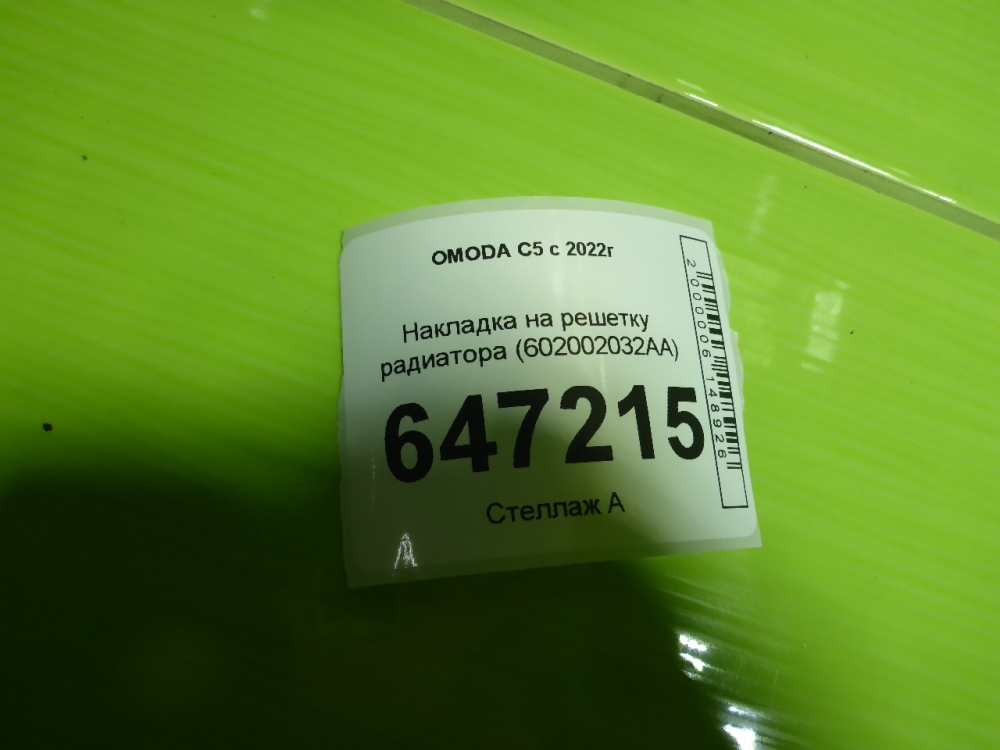 OMODA C5 с 2022г
Накладка на решетку
радиатора (602002032AA)
647215
Стеллаж А
2000006148926